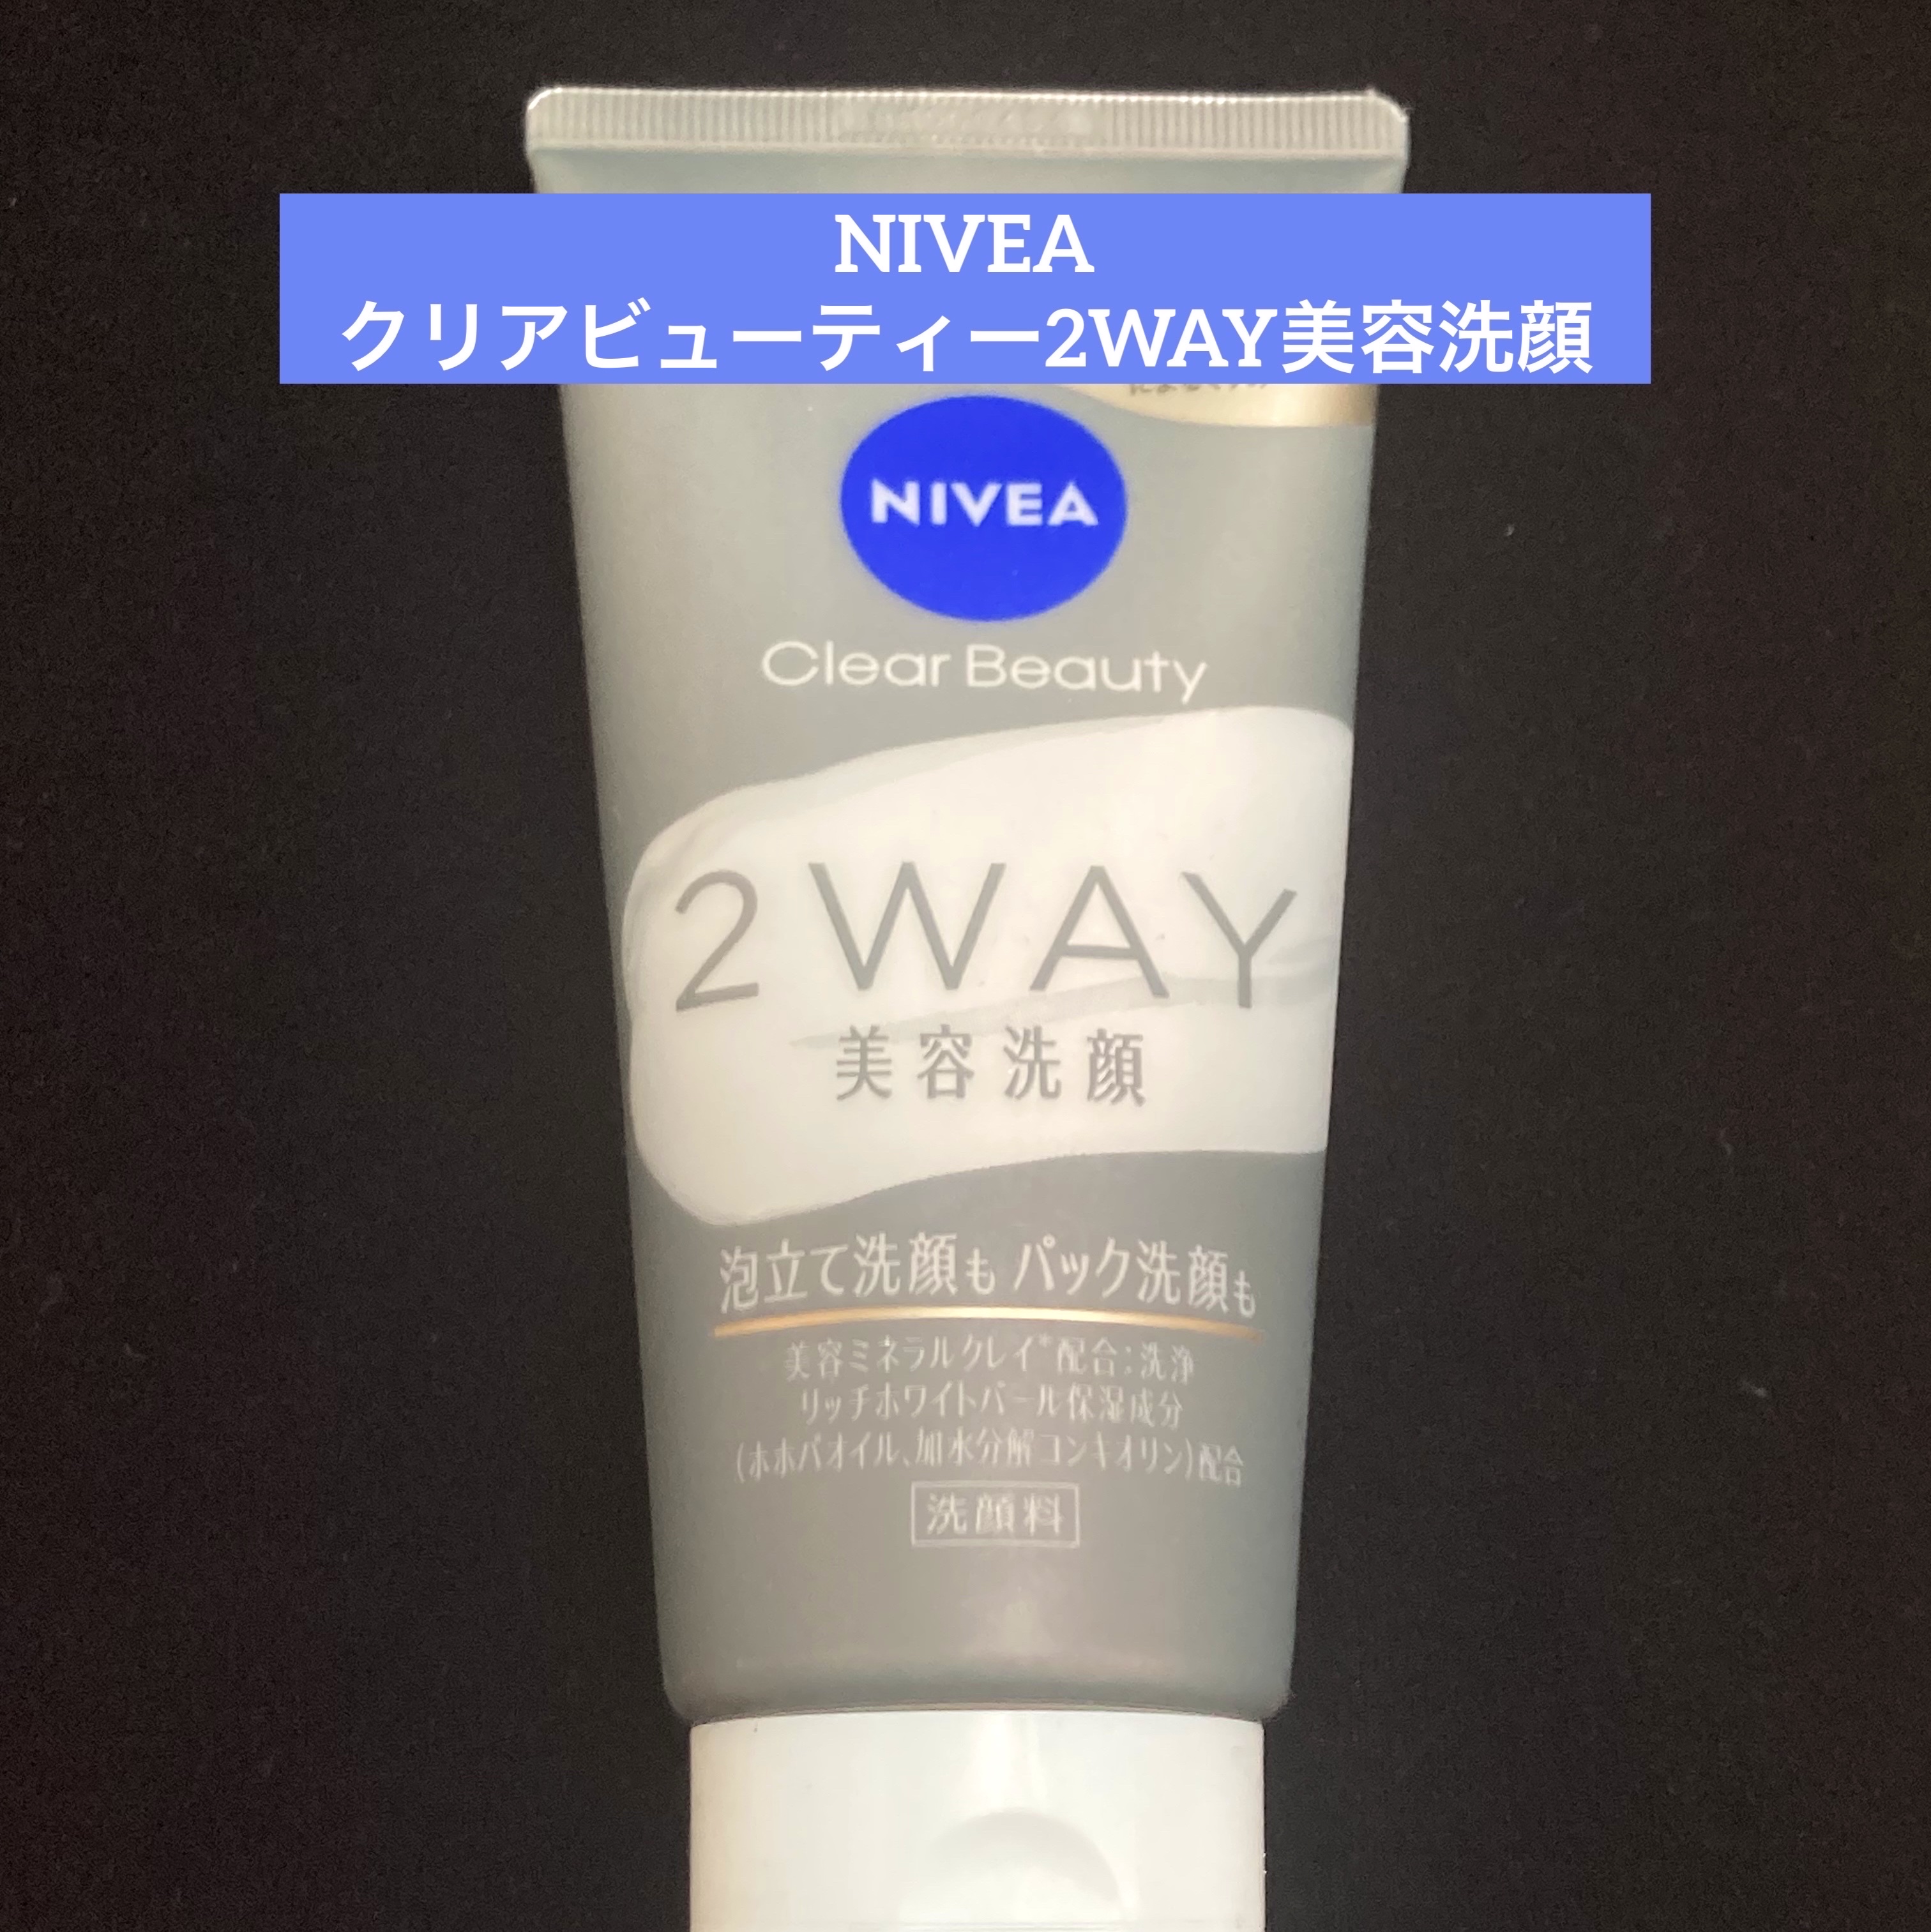 NIVEA
クリアビューティー2WAY美容洗顔
NIVEA
Clear Beauty
2WAY
美容洗顔
泡立て洗顔も パック洗顔も
美容ミネラルクレイ*配合:洗浄
リッチホワイトパール保湿成分
(ホホバオイル、加水分解コンキオリン)配合
洗顔料